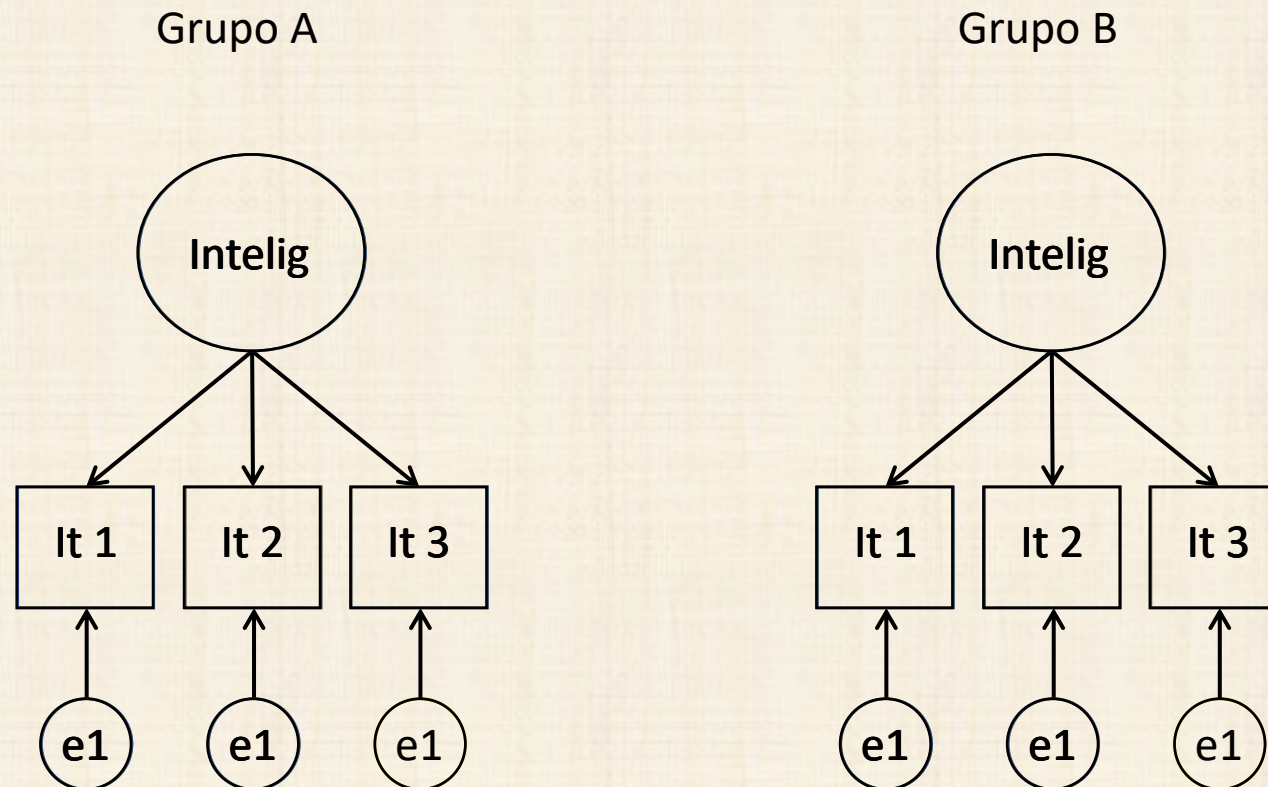 Grupo A
Grupo B
Intelig
Intelig
It 1
It 2
It 3
It 1
It 2
It 3
e1
e1
e1
e1
e1
e1